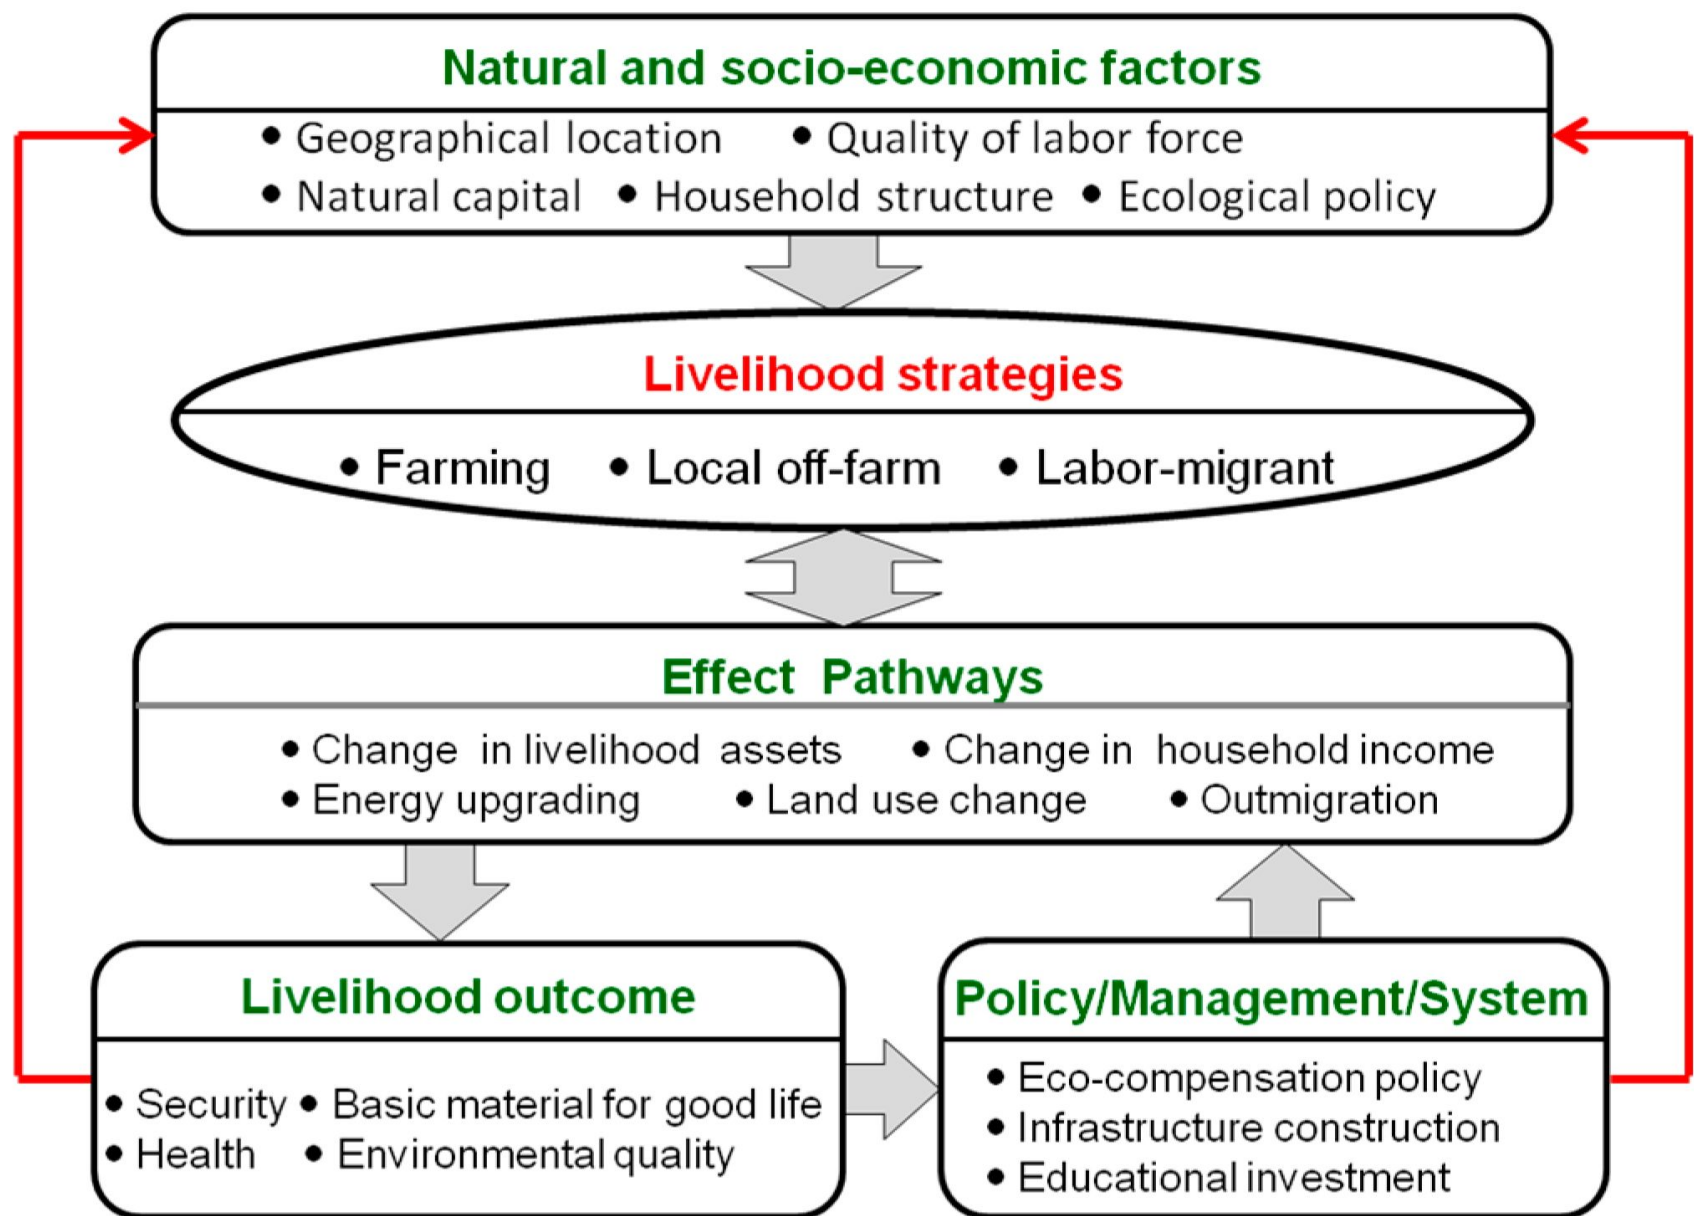 Natural and socio-economic factors
• Geographical location • Quality of labor force
• Natural capital • Household structure • Ecological policy
Livelihood strategies
• Farming • Local off-farm • Labor-migrant
Effect Pathways
• Change in livelihood assets • Change in household income
• Energy upgrading • Land use change • Outmigration
Livelihood outcome
• Security • Basic material for good life
• Health • Environmental quality
Policy/Management/System
• Eco-compensation policy
• Infrastructure construction
• Educational investment